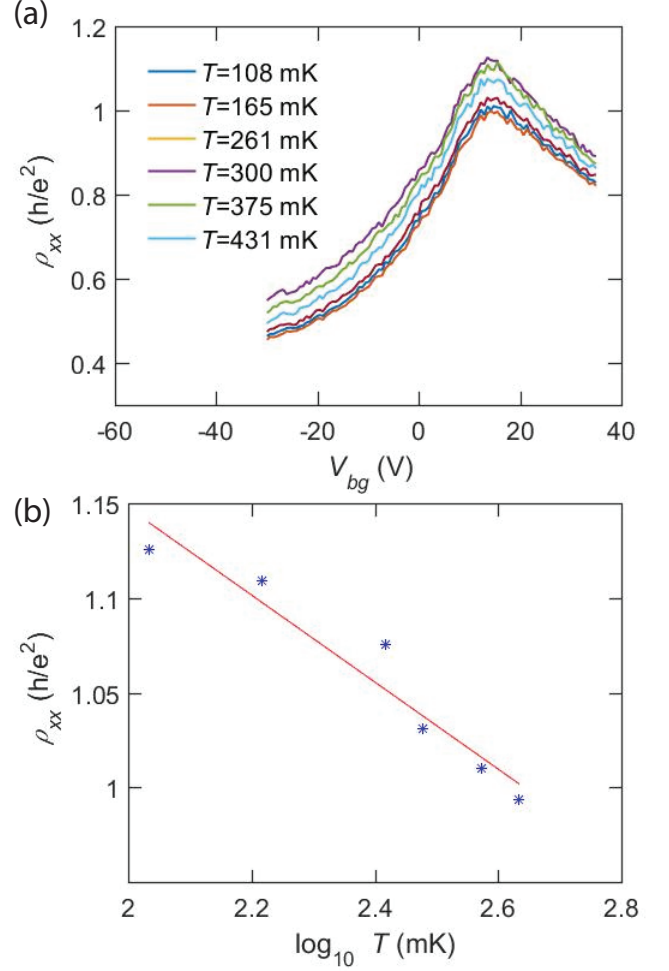 (a)
1.2
1
0.8
0.6
0.4
ρxx (h/e²)
T=108 mK
T=165 mK
T=261 mK
T=300 mK
T=375 mK
T=431 mK
-60 -40 -20 0 20 40
Vbg (V)
(b)
1.15
1.1
1.05
1
ρxx (h/e²)
2 2.2 2.4 2.6 2.8
log10 T (mK)